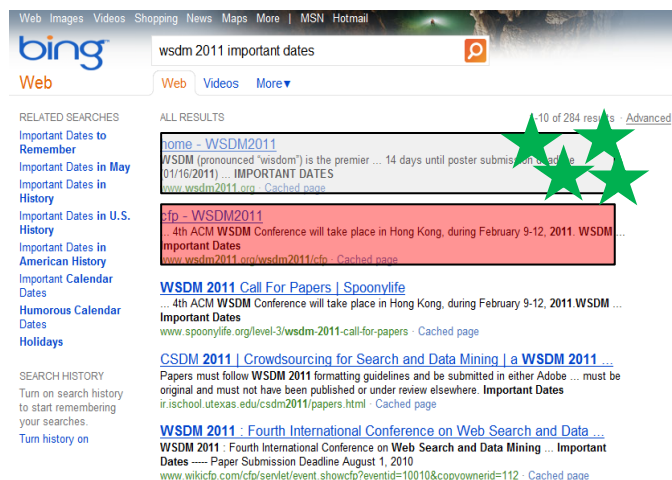 Web Images Videos Shopping News Maps More | MSN Hotmail
bing
wsdm 2011 important dates
Web
Web Videos More▼
RELATED SEARCHES
Important Dates to
Remember
Important Dates in May
Important Dates in
History
Important Dates in U.S.
History
Important Dates in
American History
Important Calendar
Dates
Humorous Calendar
Dates
Holidays
SEARCH HISTORY
Turn on search history
to start remembering
your searches.
Turn history on
ALL RESULTS
-10 of 284 results · Advanced
home - WSDM2011
WSDM (pronounced "wisdom") is the premier ... 14 days until poster submission deadline
(01/16/2011) ... IMPORTANT DATES
www.wsdm2011.org · Cached page
cfp - WSDM2011
... 4th ACM WSDM Conference will take place in Hong Kong, during February 9-12, 2011. WSDM ...
Important Dates
www.wsdm2011.org/wsdm2011/cfp · Cached page
WSDM 2011 Call For Papers | Spoonylife
... 4th ACM WSDM Conference will take place in Hong Kong, during February 9-12, 2011.WSDM ...
Important Dates
www.spoonylife.org/level-3/wsdm-2011-call-for-papers · Cached page
CSDM 2011 | Crowdsourcing for Search and Data Mining | a WSDM 2011 ...
Papers must follow WSDM 2011 formatting guidelines and be submitted in either Adobe ... must be
original and must not have been published or under review elsewhere. Important Dates
ir.ischool.utexas.edu/csdm2011/papers.html · Cached page
WSDM 2011 : Fourth International Conference on Web Search and Data ...
WSDM 2011 : Fourth International Conference on Web Search and Data Mining ... Important
Dates ----- Paper Submission Deadline August 1, 2010
www.wikicfp.com/cfp/servlet/event.showcfp?eventid=10010&copyownerid=112 · Cached page